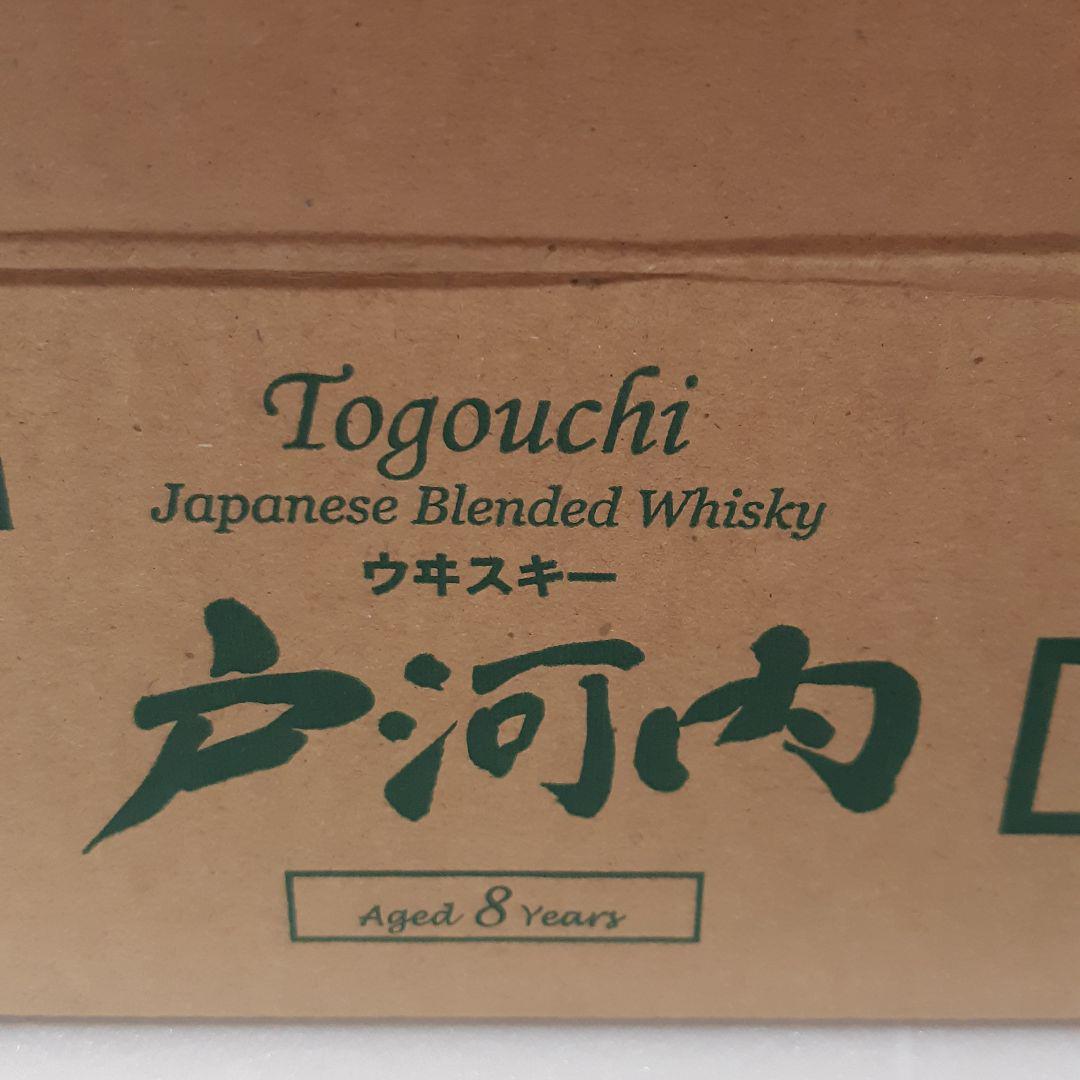 Togouchi
Japanese Blended Whisky
ウヰスキー
戸河内
Aged 8 Years